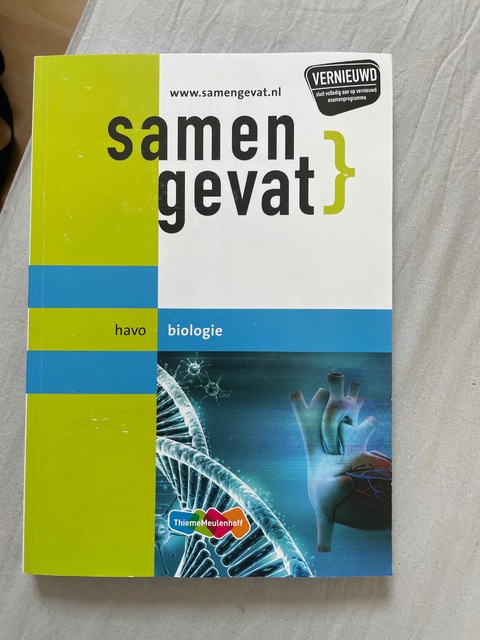 www.samengevat.nl
VERNIEUWD
sluit volledig aan op vernieuwd
examenprogramma
samen
gevat}
havo biologie
ThiemeMeulenhoff